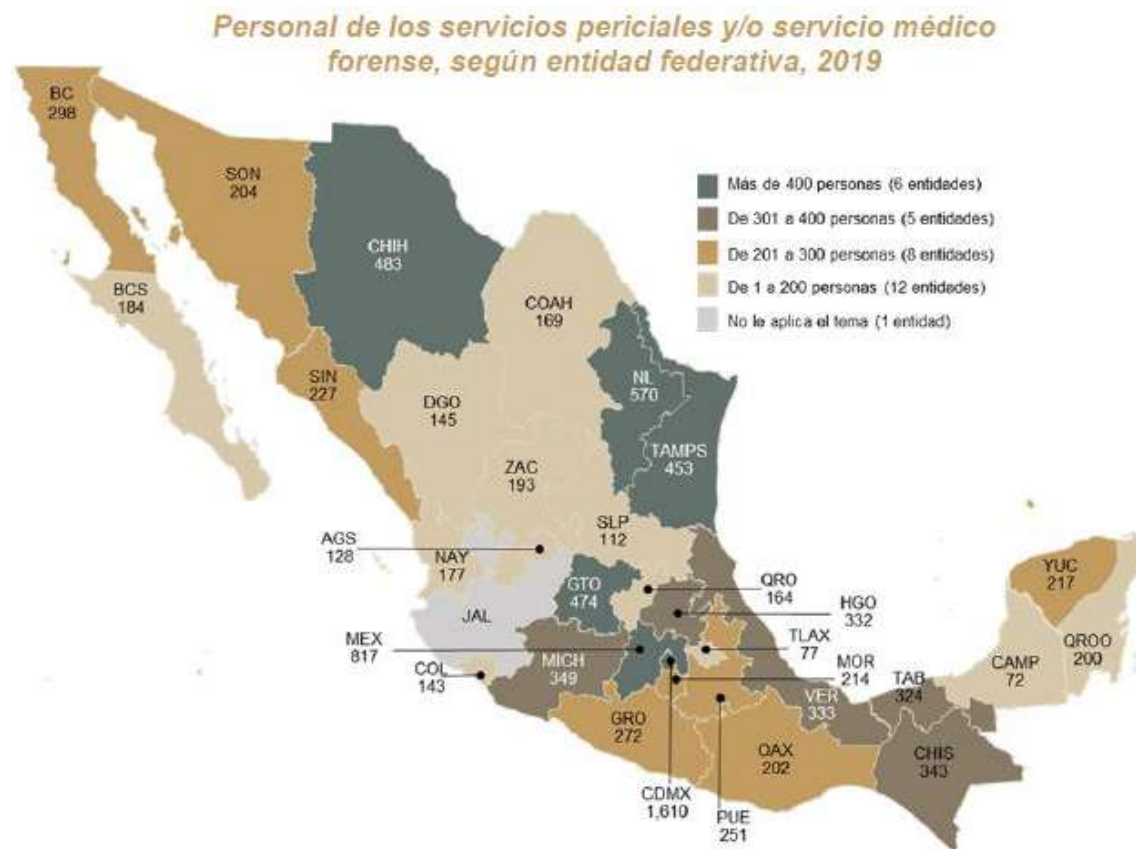 Personal de los servicios periciales y/o servicio médico
forense, según entidad federativa, 2019
BC
298
SON
204
CHIH
483
Más de 400 personas (6 entidades)
De 301 a 400 personas (5 entidades)
De 201 a 300 personas (8 entidades)
De 1 a 200 personas (12 entidades)
No le aplica el tema (1 entidad)
BCS
184
COAH
169
SIN
227
DGO
145
NL
570
TAMPS
453
ZAC
193
SLP
112
AGS
128
NAY
177
GTO
474
QRO
164
HGO
332
YUC
217
JAL
MEX
817
TLAX
77
QROO
200
COL
143
MICH
349
MOR
214
CAMP
72
TAB
324
VER
333
GRO
272
OAX
202
CHIS
343
CDMX
1,610
PUE
251